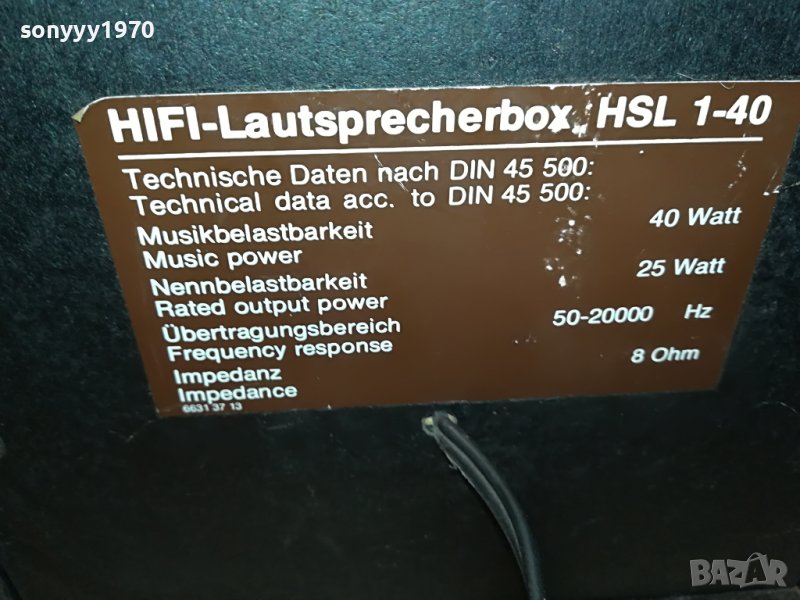 sonyyy1970
HIFI-Lautsprecherbox HSL 1-40
Technische Daten nach DIN 45 500:
Technical data acc. to DIN 45 500:
Musikbelastbarkeit 40 Watt
Music power
Nennbelastbarkeit 25 Watt
Rated output power
Übertragungsbereich 50-20000 Hz
Frequency response
Impedanz 8 Ohm
Impedance
6631 37 13
BAZAR